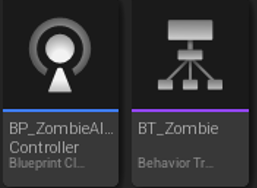 BP_ZombieAI...
Controller
Blueprint Cl...
BT_Zombie
Behavior Tr...